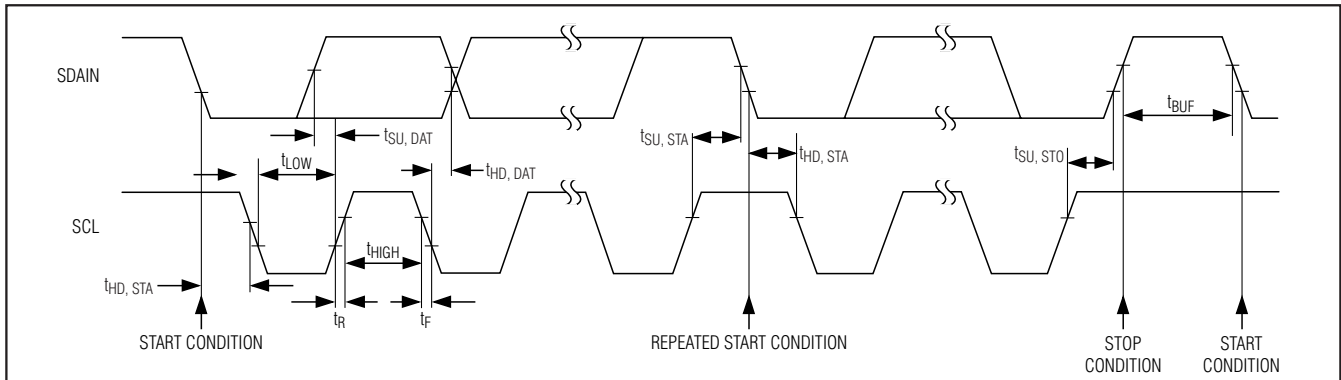 SDAIN
tSU, DAT
tLOW
tHD, DAT
tSU, STA
tHD, STA
tBUF
tSU, STO
SCL
tHIGH
tHD, STA
tR
tF
START CONDITION
REPEATED START CONDITION
STOP
CONDITION
START
CONDITION